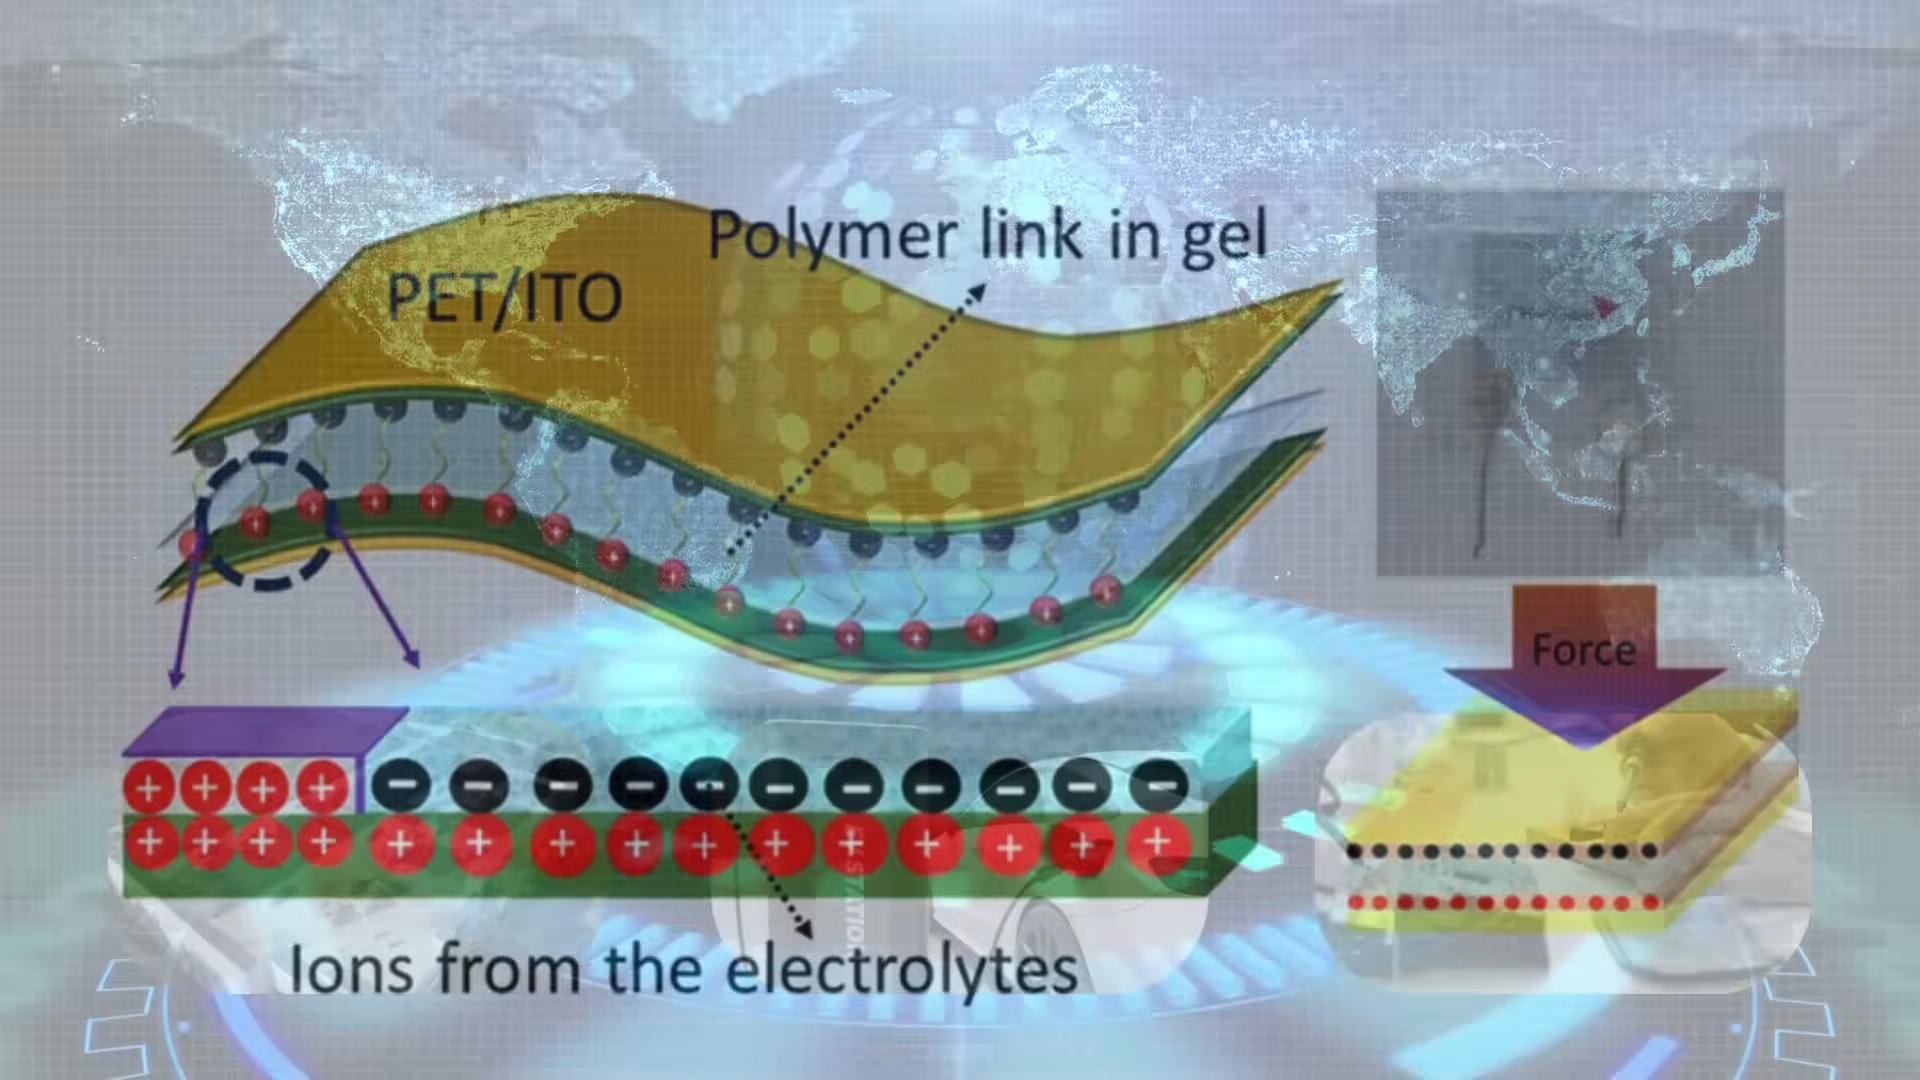 Polymer link in gel
PET/ITO
Force
Ions from the electrolytes